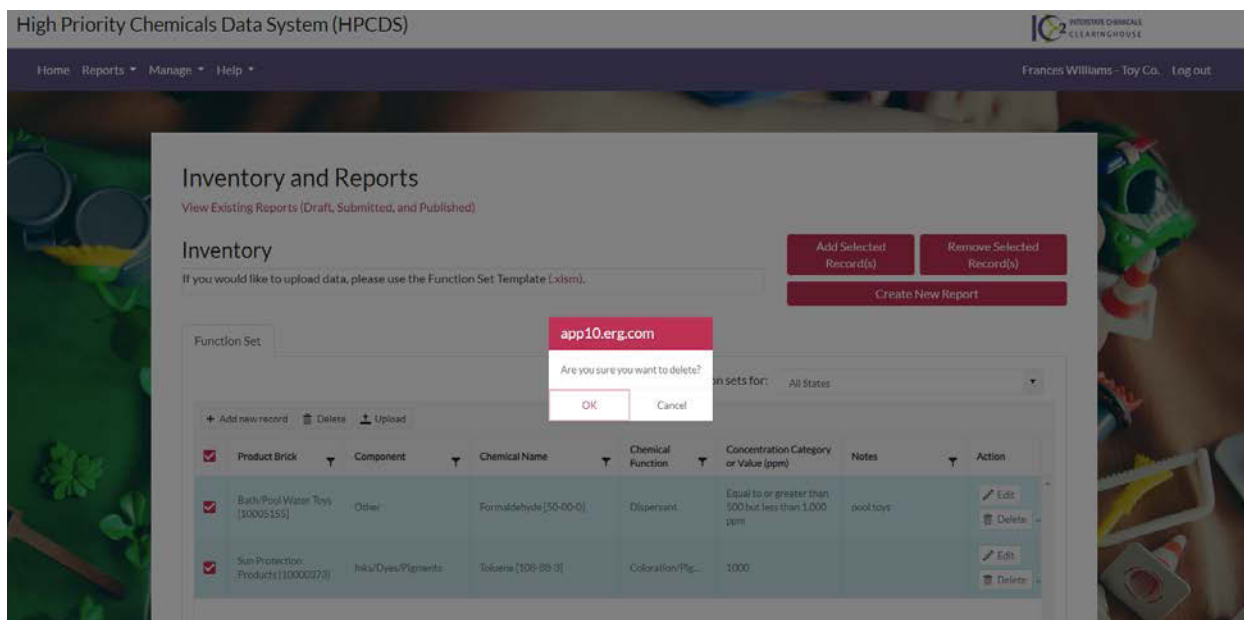 High Priority Chemicals Data System (HPCDS)
INTERSTATE CHEMICALS
CLEARINGHOUSE
Home Reports Manage Help
Frances Williams - Toy Co. Log out
Inventory and Reports
View Existing Reports (Draft, Submitted, and Published)
Inventory
Add Selected
Record(s)
Remove Selected
Record(s)
If you would like to upload data, please use the Function Set Template (.xlsm).
Create New Report
app10.erg.com
Function Set
Are you sure you want to delete?
on sets for: All States
OK Cancel
+ Add new record Delete Upload
Product Brick Component Chemical Name Chemical
Function Concentration Category
or Value (ppm) Notes Action
Bath/Pool Water Toys
[10005155] Other Formaldehyde [50-00-0] Dispersant Equal to or greater than
500 but less than 1,000
ppm pool toys Edit
Delete
Sun Protection
Products [10000373] Inks/Dyes/Pigments Toluene [108-88-3] Coloration/Pig... 1000 Edit
Delete